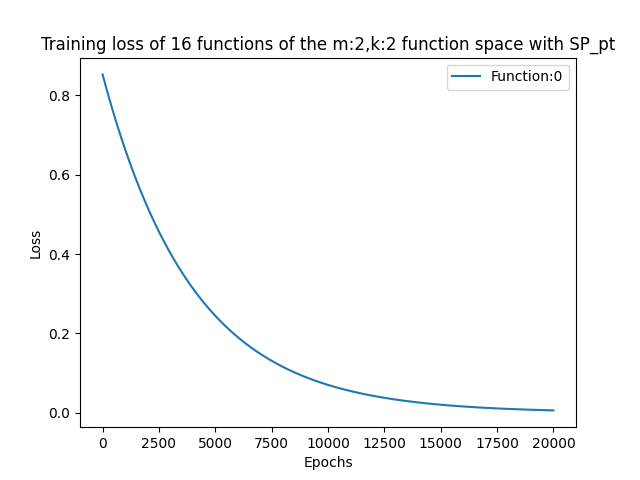 Training loss of 16 functions of the m:2,k:2 function space with SP_pt
Function:0
0.8
0.6
0.4
0.2
0.0
Loss
0 2500 5000 7500 10000 12500 15000 17500 20000
Epochs